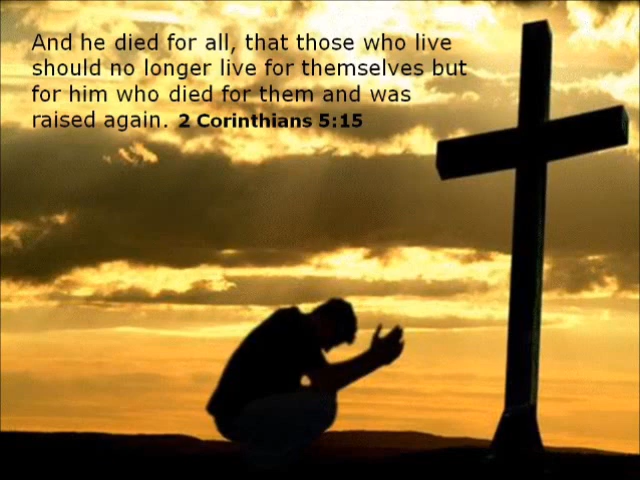 And he died for all, that those who live
should no longer live for themselves but
for him who died for them and was
raised again. 2 Corinthians 5:15